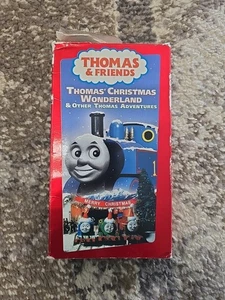 THOMAS
& FRIENDS
THOMAS' CHRISTMAS
WONDERLAND
& OTHER THOMAS ADVENTURES
MERRY CHRISTMAS